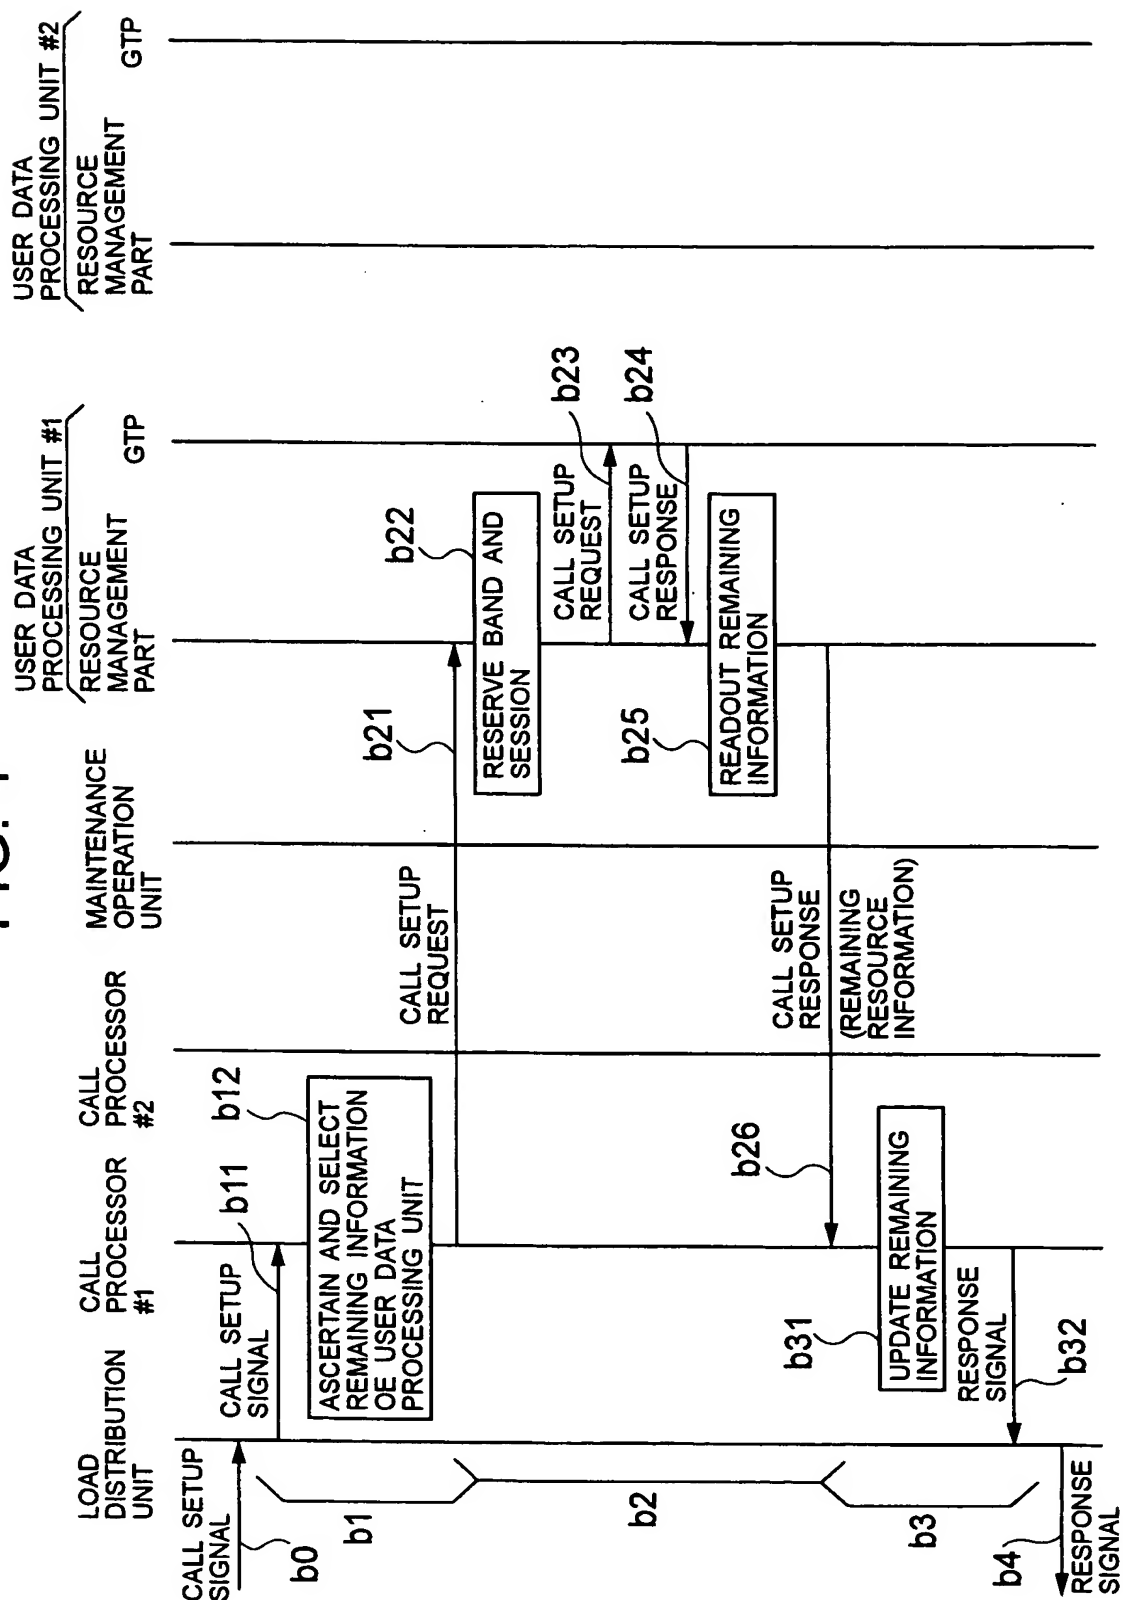 LOAD
DISTRIBUTION
UNIT
CALL
PROCESSOR
#1
CALL
PROCESSOR
#2
MAINTENANCE
OPERATION
UNIT
USER DATA
PROCESSING UNIT #1
RESOURCE
MANAGEMENT
PART
GTP
USER DATA
PROCESSING UNIT #2
RESOURCE
MANAGEMENT
PART
GTP
CALL SETUP
SIGNAL
b0
b1
CALL SETUP
SIGNAL
b11
b12
ASCERTAIN AND SELECT
REMAINING INFORMATION
OE USER DATA
PROCESSING UNIT
b2
CALL SETUP
REQUEST
b21
b22
RESERVE BAND AND
SESSION
CALL SETUP
REQUEST
b23
CALL SETUP
RESPONSE
b24
b25
READOUT REMAINING
INFORMATION
CALL SETUP
RESPONSE
(REMAINING
RESOURCE
INFORMATION)
b26
b3
b31
UPDATE REMAINING
INFORMATION
RESPONSE
SIGNAL
b32
b4
RESPONSE
SIGNAL